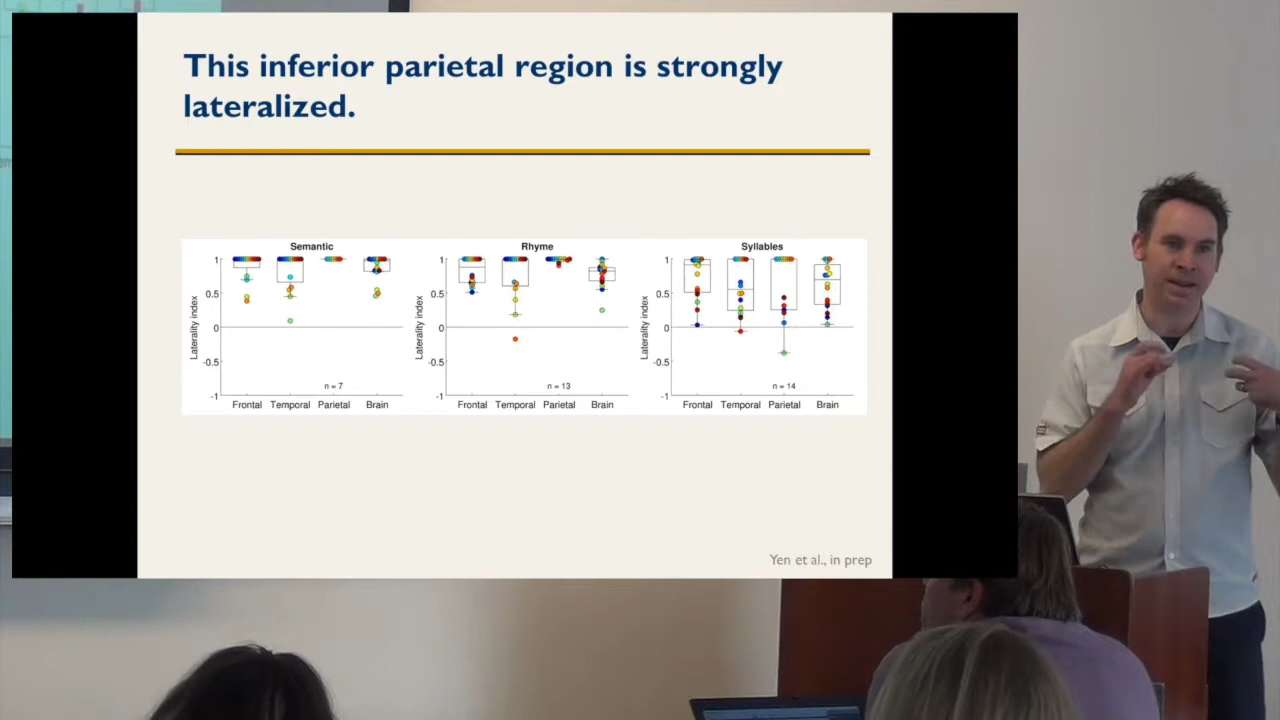 This inferior parietal region is strongly
lateralized.
Semantic
Laterality index
1
0.5
0
-0.5
-1
n = 7
Frontal Temporal Parietal Brain
Rhyme
Laterality index
1
0.5
0
-0.5
-1
n = 13
Frontal Temporal Parietal Brain
Syllables
Laterality index
1
0.5
0
-0.5
-1
n = 14
Frontal Temporal Parietal Brain
Yen et al., in prep